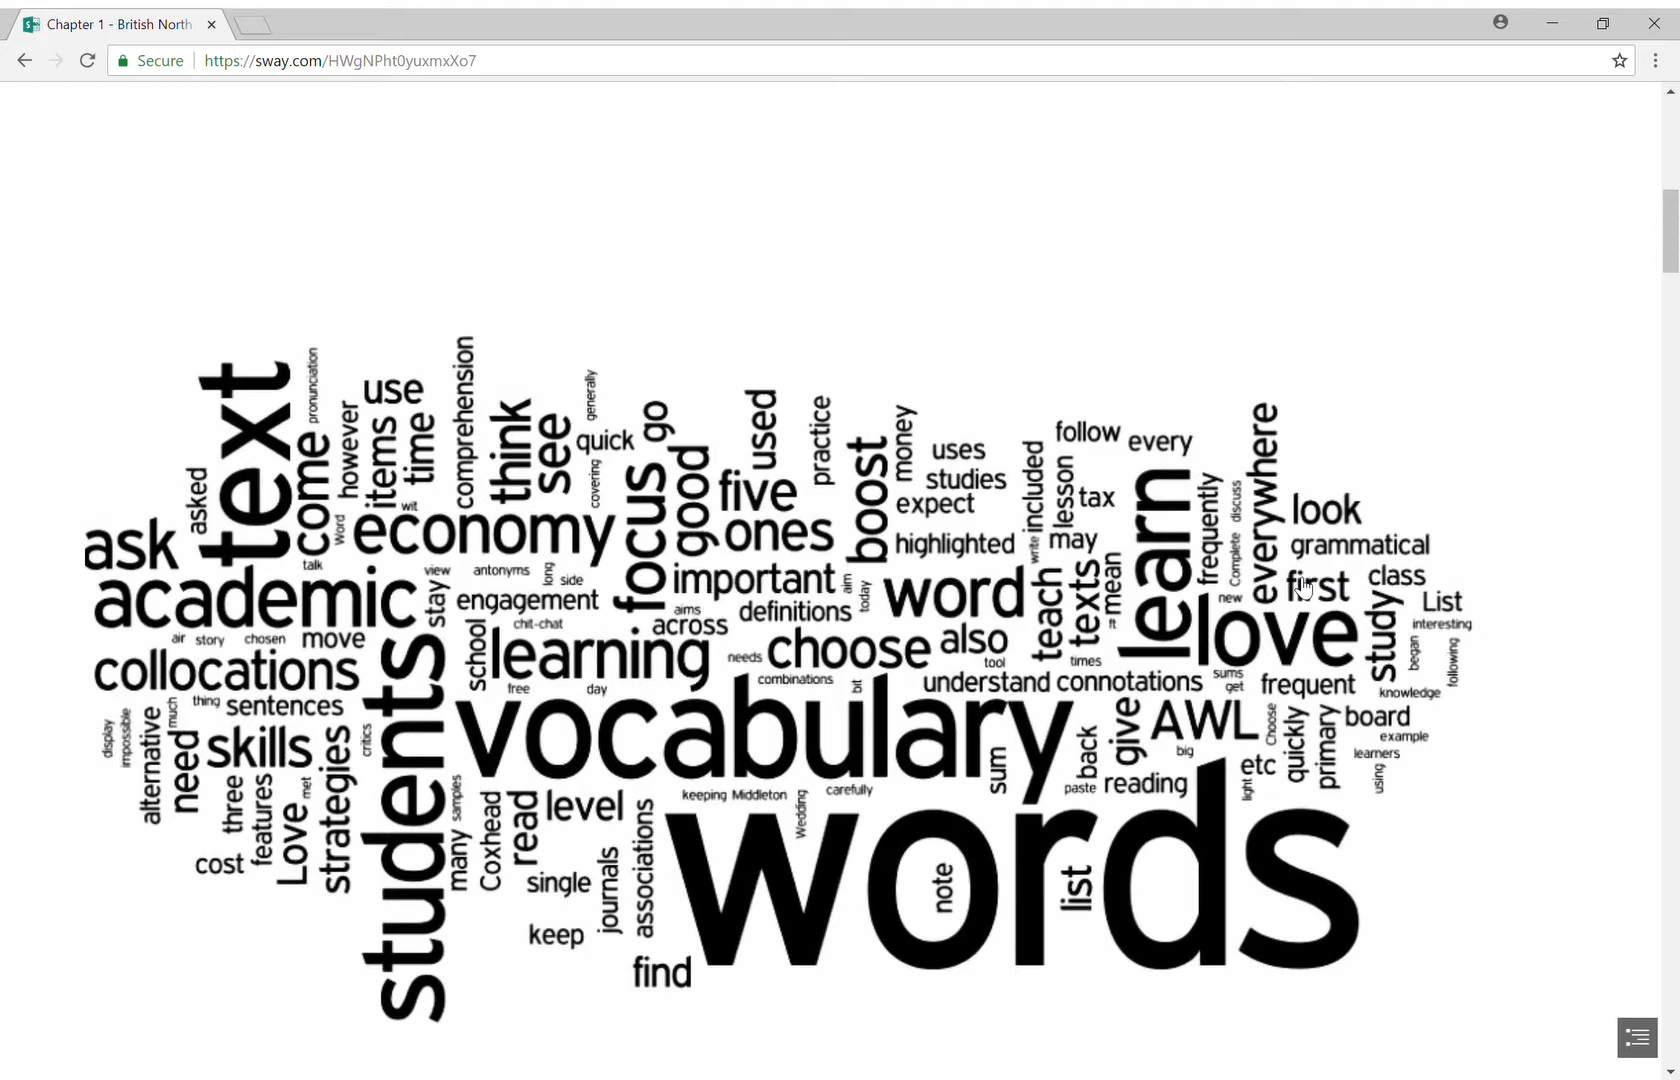 Chapter 1 - British North
Secure
https://sway.com/HWgNPht0yuxmxXo7
text
pronunciation
use
comprehension
come
however
items
time
think
see
generally
quick
go
used
practice
money
uses
follow
every
everywhere
asked
word
wit
covering
focus
good
five
boost
studies
expect
included
lesson
tax
learn
frequently
discuss
look
ask
economy
ones
highlighted
write
may
Complete
grammatical
talk
academic
view
antonyms
long
side
stay
engagement
important
aim
today
word
teach
texts
mean
new
first
class
List
chit-chat
aims
across
definitions
air
story
chosen
move
school
learning
needs
choose
also
tool
times
ft
love
study
interesting
began
following
collocations
students
free
day
combinations
bit
understand
connotations
sums
get
frequent
knowledge
thing
sentences
much
display
impossible
alternative
need
skills
critics
vocabulary
sum
back
give
AWL
Choose
quickly
primary
board
example
big
etc
learners
using
three
features
met
Love
strategies
many
samples
Coxhead
read
level
keeping
Middleton
Wedding
carefully
paste
reading
light
cost
single
journals
associations
words
note
list
keep
find